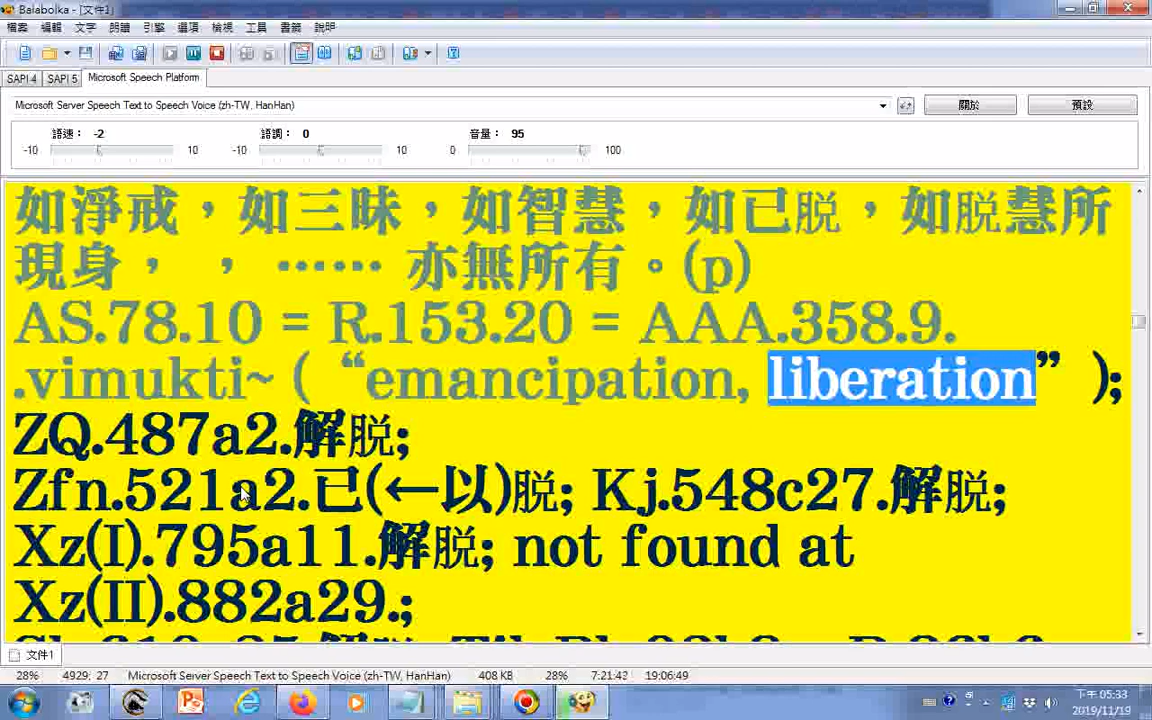 Balabolka - [文件1]
檔案 編輯 文字 朗讀 引擎 選項 檢視 工具 書籤 說明
SAPI 4 SAPI 5 Microsoft Speech Platform
Microsoft Server Speech Text to Speech Voice (zh-TW, HanHan) 關於 預設
語速： -2 語調： 0 音量： 95
-10 10 -10 10 0 100
如淨戒，如三昧，如智慧，如已脱，如脱慧所
現身， ， …… 亦無所有。(p)
AS.78.10 = R.153.20 = AAA.358.9.
.vimukti~ (“emancipation, liberation” );
ZQ.487a2.解脱;
Zfn.521a2.已(←以)脱; Kj.548c27.解脱;
Xz(I).795a11.解脱; not found at
Xz(II).882a29.;
文件1
28% 4929, 27 Microsoft Server Speech Text to Speech Voice (zh-TW, HanHan) 408 KB 28% 7:21:42 19:06:49
下午 05:33
2019/11/19